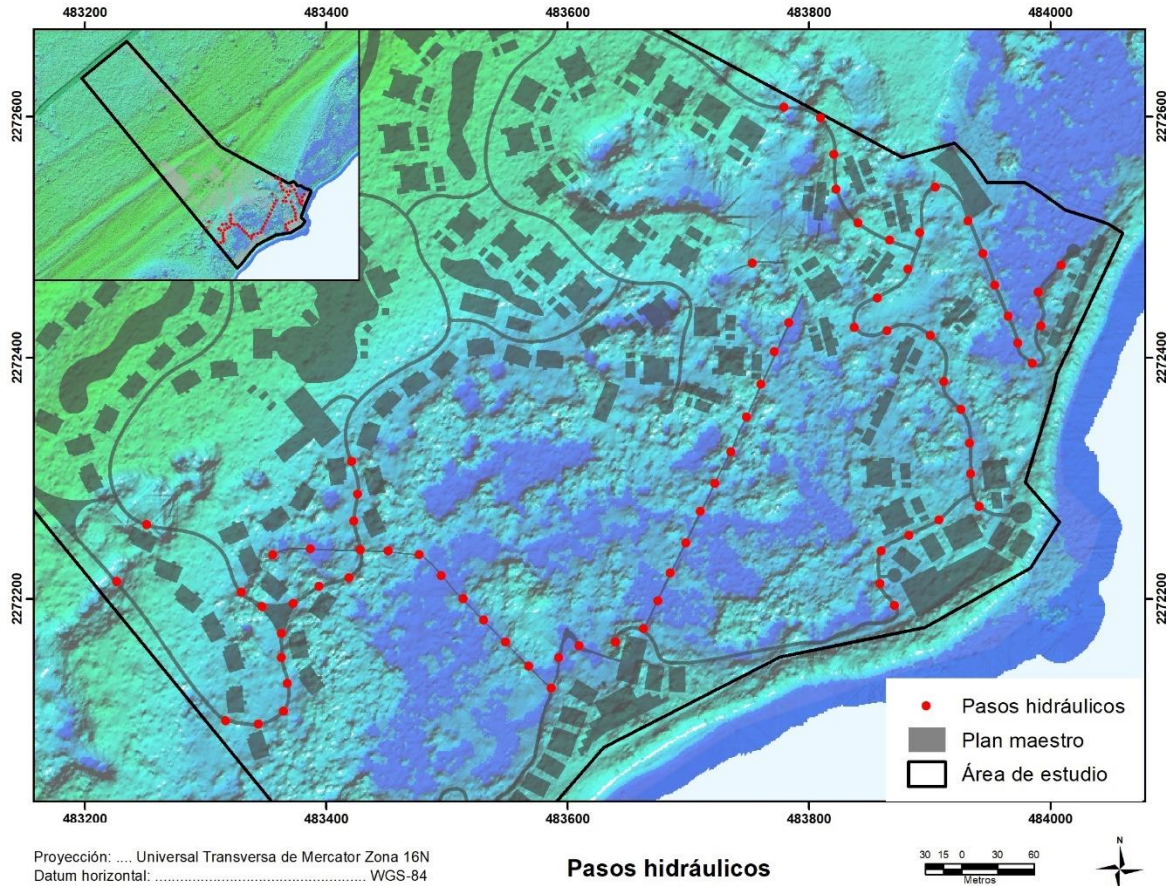 483200 483400 483600 483800 484000
2272600 2272600
2272400 2272400
2272200 2272200
Pasos hidráulicos
Plan maestro
Área de estudio
483200 483400 483600 483800 484000
Proyección: .... Universal Transversa de Mercator Zona 16N
Datum horizontal: ................................................ WGS-84
Pasos hidráulicos
30 15 0 30 60
Metros
N